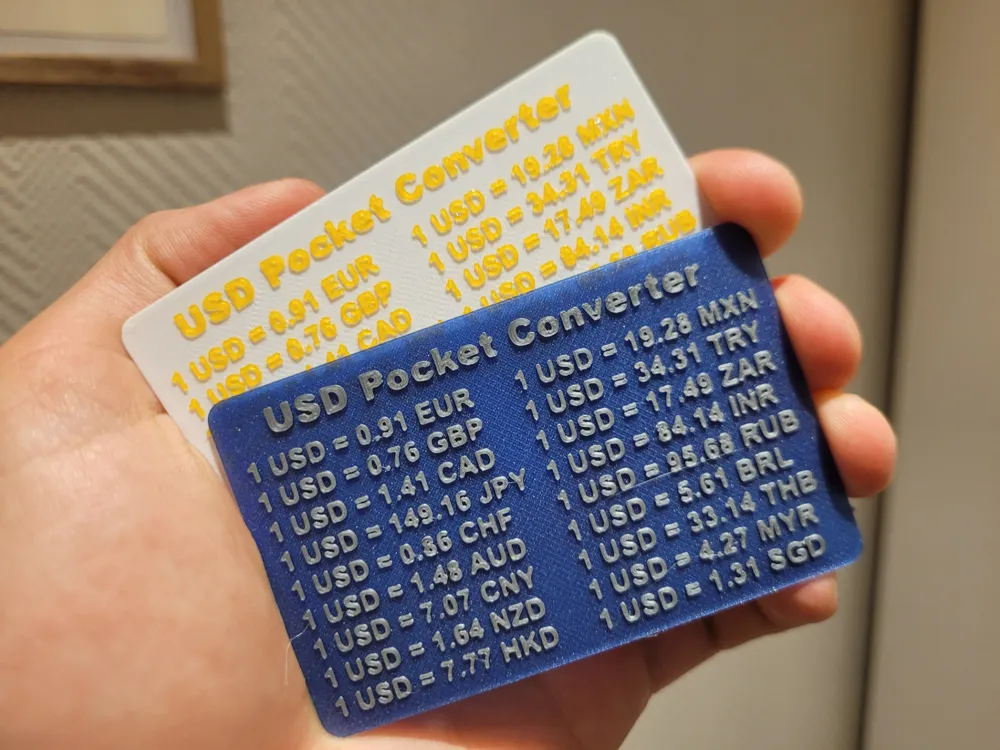 USD Pocket Converter
1 USD = 0.91 EUR
1 USD = 0.76 GBP
CAD
1 USD = 19.28 MXN
1 USD = 34.31 TRY
1 USD = 17.49 ZAR
1 USD = 84.14 INR
RUB
USD Pocket Converter
1 USD = 0.91 EUR
1 USD = 0.76 GBP
1 USD = 1.41 CAD
1 USD = 149.16 JPY
1 USD = 0.86 CHF
1 USD = 1.48 AUD
1 USD = 7.07 CNY
1 USD = 1.64 NZD
1 USD = 7.77 HKD
1 USD = 19.28 MXN
1 USD = 34.31 TRY
1 USD = 17.49 ZAR
1 USD = 84.14 INR
1 USD = 95.68 RUB
1 USD = 5.61 BRL
1 USD = 33.14 THB
1 USD = 4.27 MYR
1 USD = 1.31 SGD